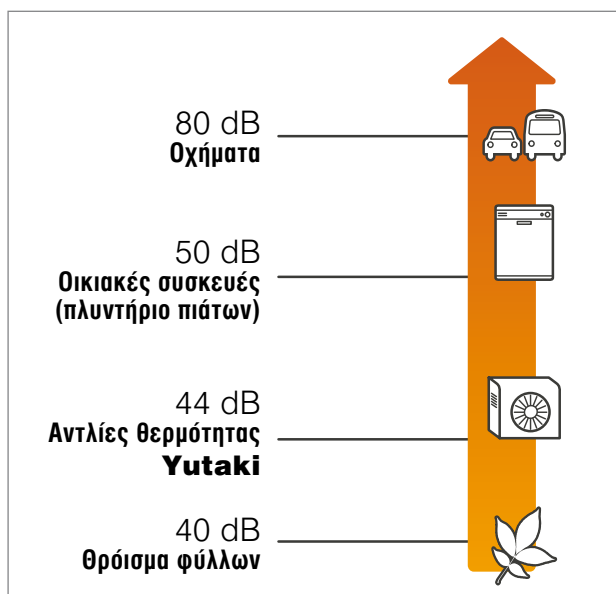 80 dB
Οχήματα
50 dB
Οικιακές συσκευές
(πλυντήριο πιάτων)
44 dB
Αντλίες θερμότητας
Yutaki
40 dB
Θρόισμα φύλλων